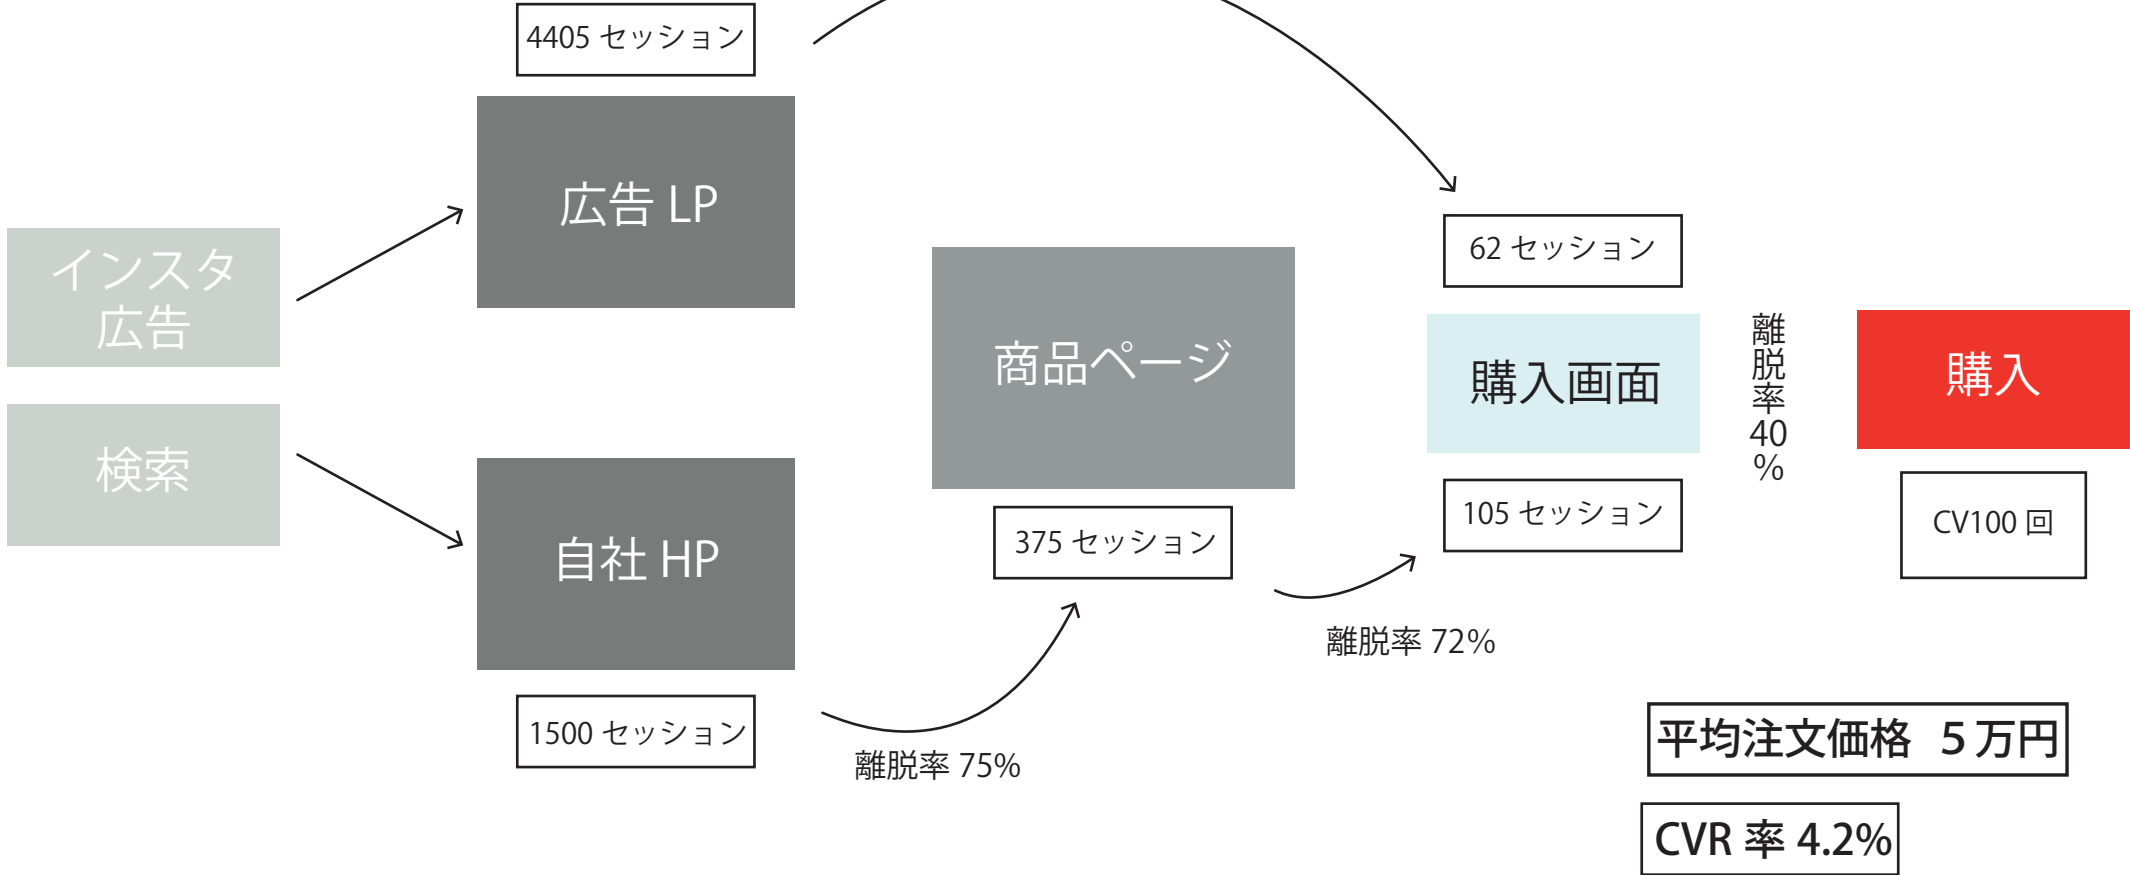 4405 セッション
広告 LP
インスタ
広告
検索
自社 HP
1500 セッション
離脱率 75%
商品ページ
375 セッション
離脱率 72%
62 セッション
購入画面
105 セッション
離脱率40%
購入
CV100 回
平均注文価格 5 万円
CVR 率 4.2%